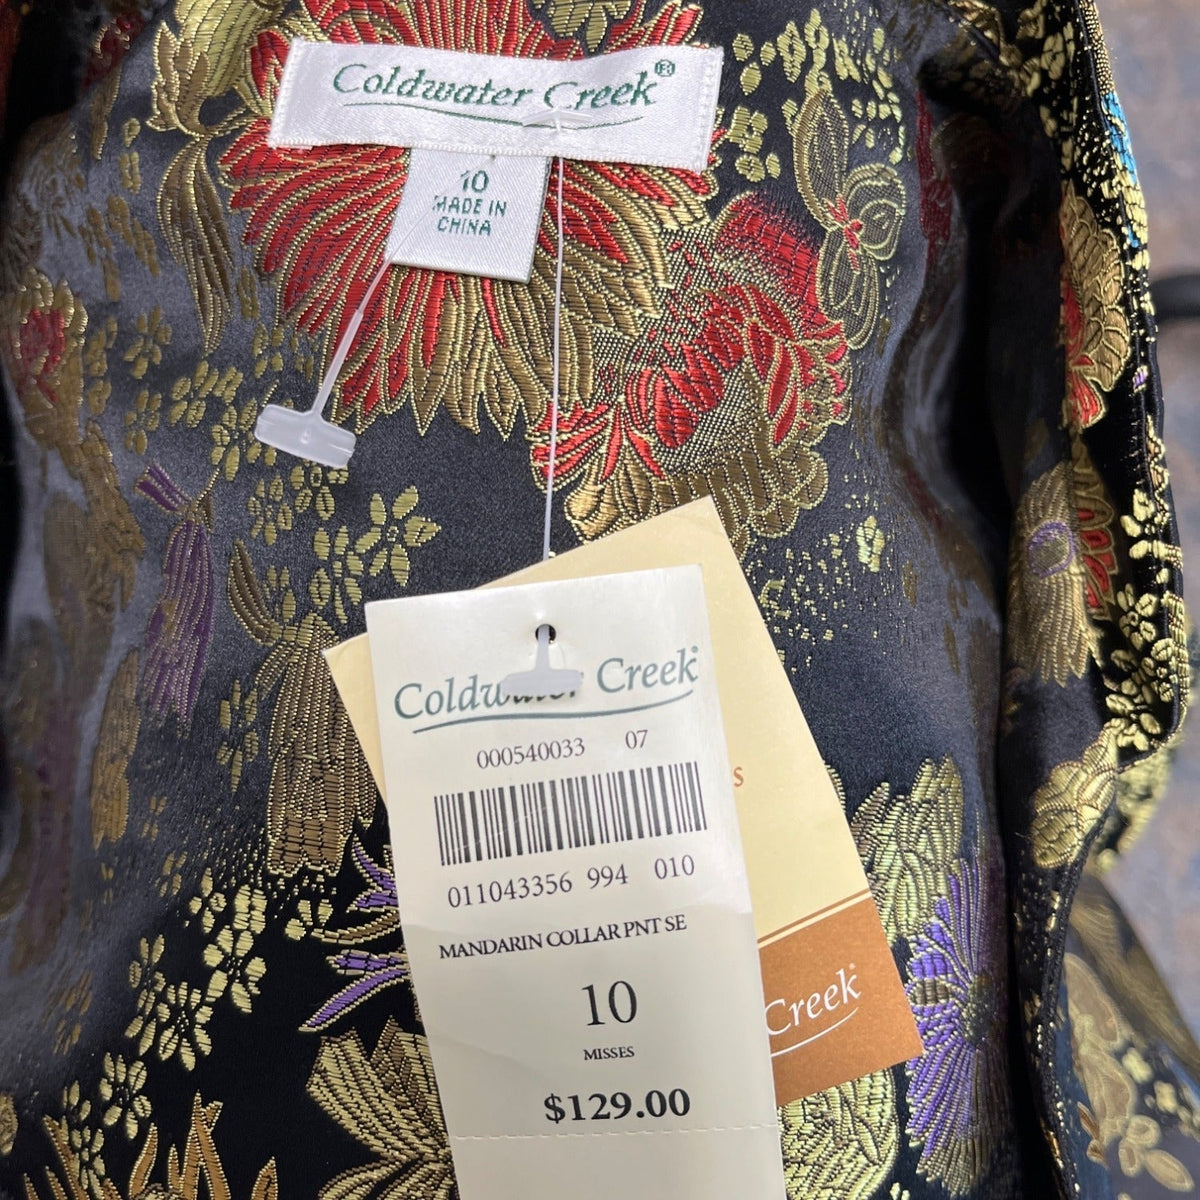 Coldwater Creek®
10
MADE IN
CHINA
Coldwater Creek
000540033 07
011043356 994 010
MANDARIN COLLAR PNT SE
10
MISSES
$129.00
s
Creek